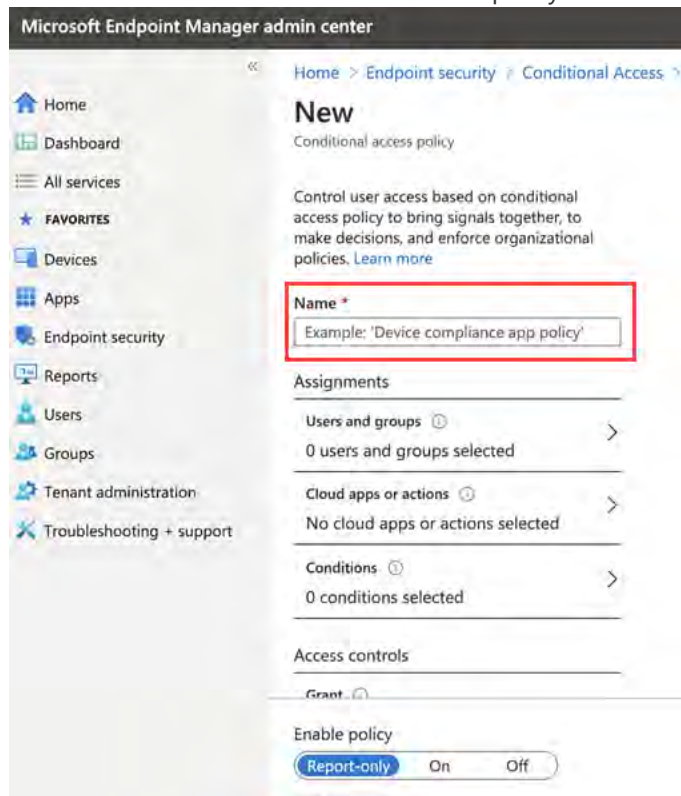 Microsoft Endpoint Manager admin center
«
Home > Endpoint security > Conditional Access >
Home
Dashboard
All services
FAVORITES
Devices
Apps
Endpoint security
Reports
Users
Groups
Tenant administration
Troubleshooting + support
New
Conditional access policy
Control user access based on conditional
access policy to bring signals together, to
make decisions, and enforce organizational
policies. Learn more
Name *
Example: 'Device compliance app policy'
Assignments
Users and groups
0 users and groups selected
Cloud apps or actions
No cloud apps or actions selected
Conditions
0 conditions selected
Access controls
Grant
Enable policy
Report-only On Off